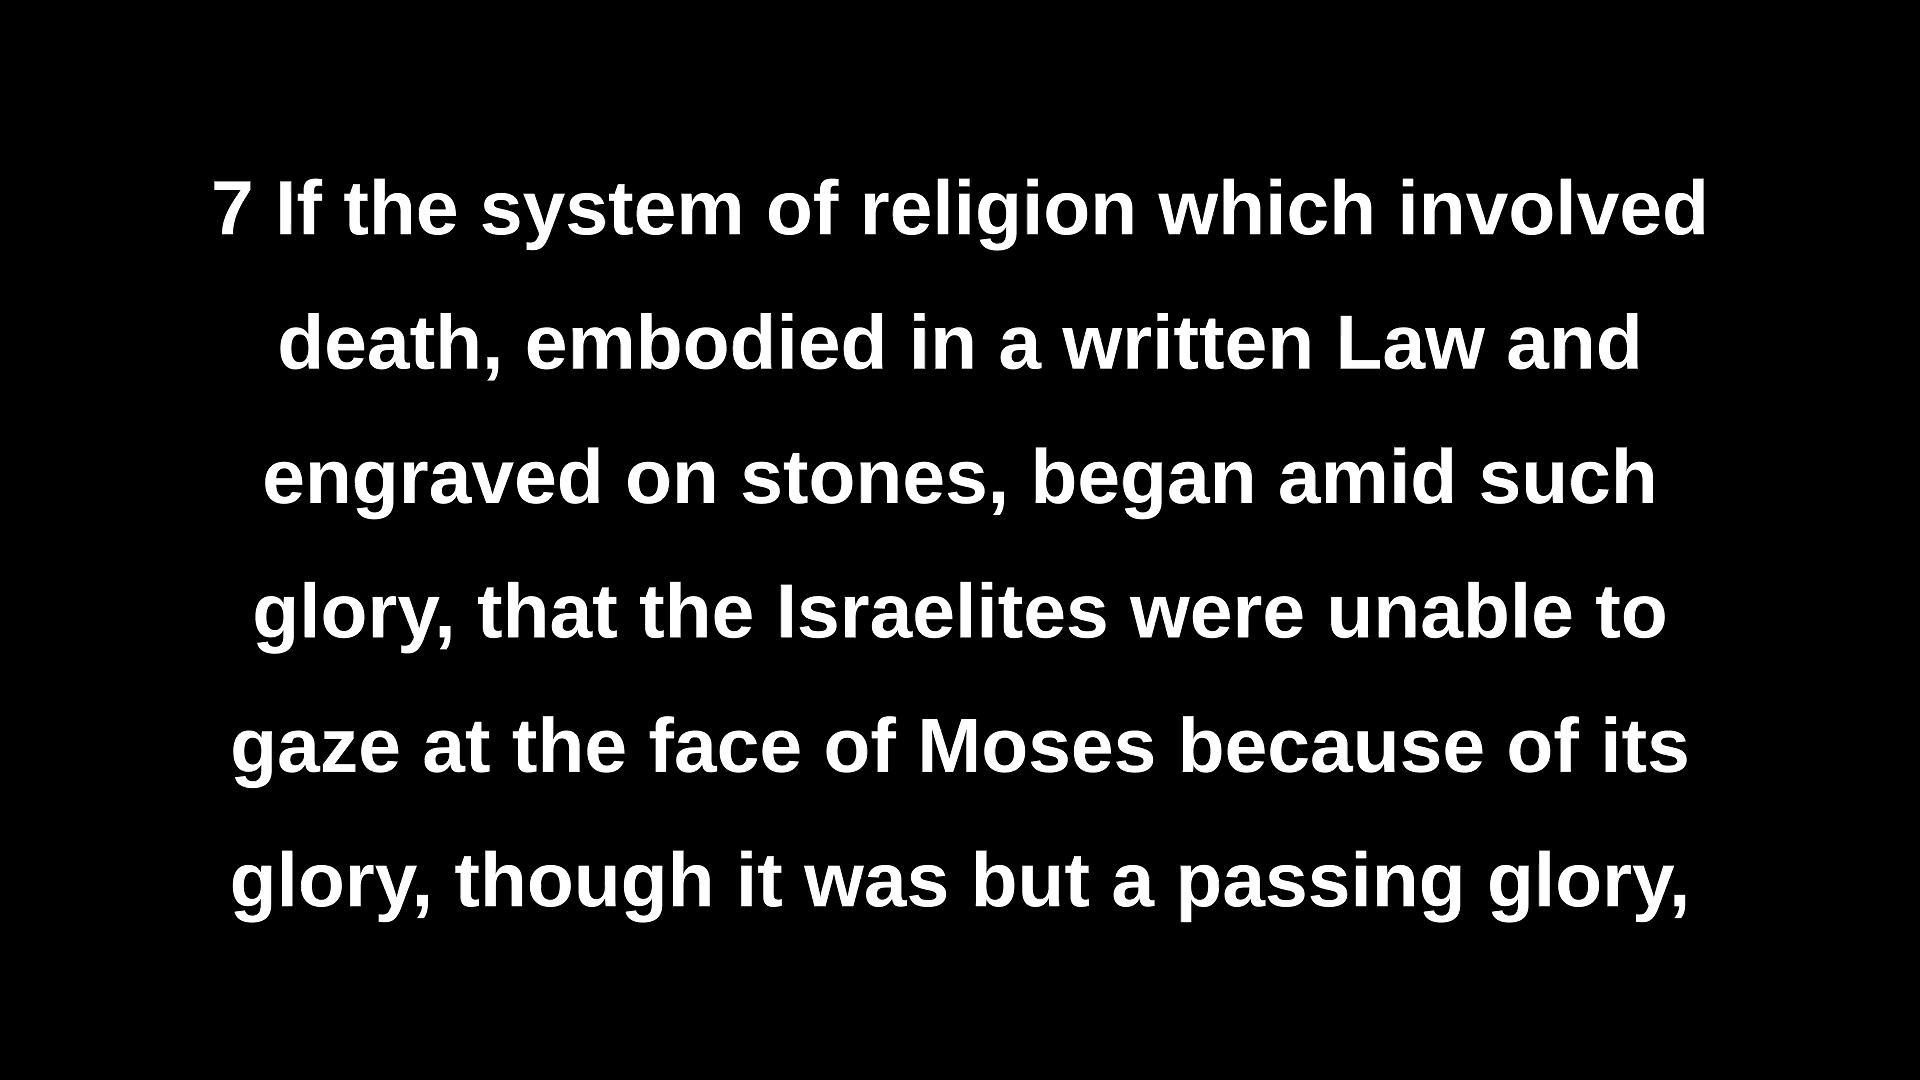 7 If the system of religion which involved
death, embodied in a written Law and
engraved on stones, began amid such
glory, that the Israelites were unable to
gaze at the face of Moses because of its
glory, though it was but a passing glory,